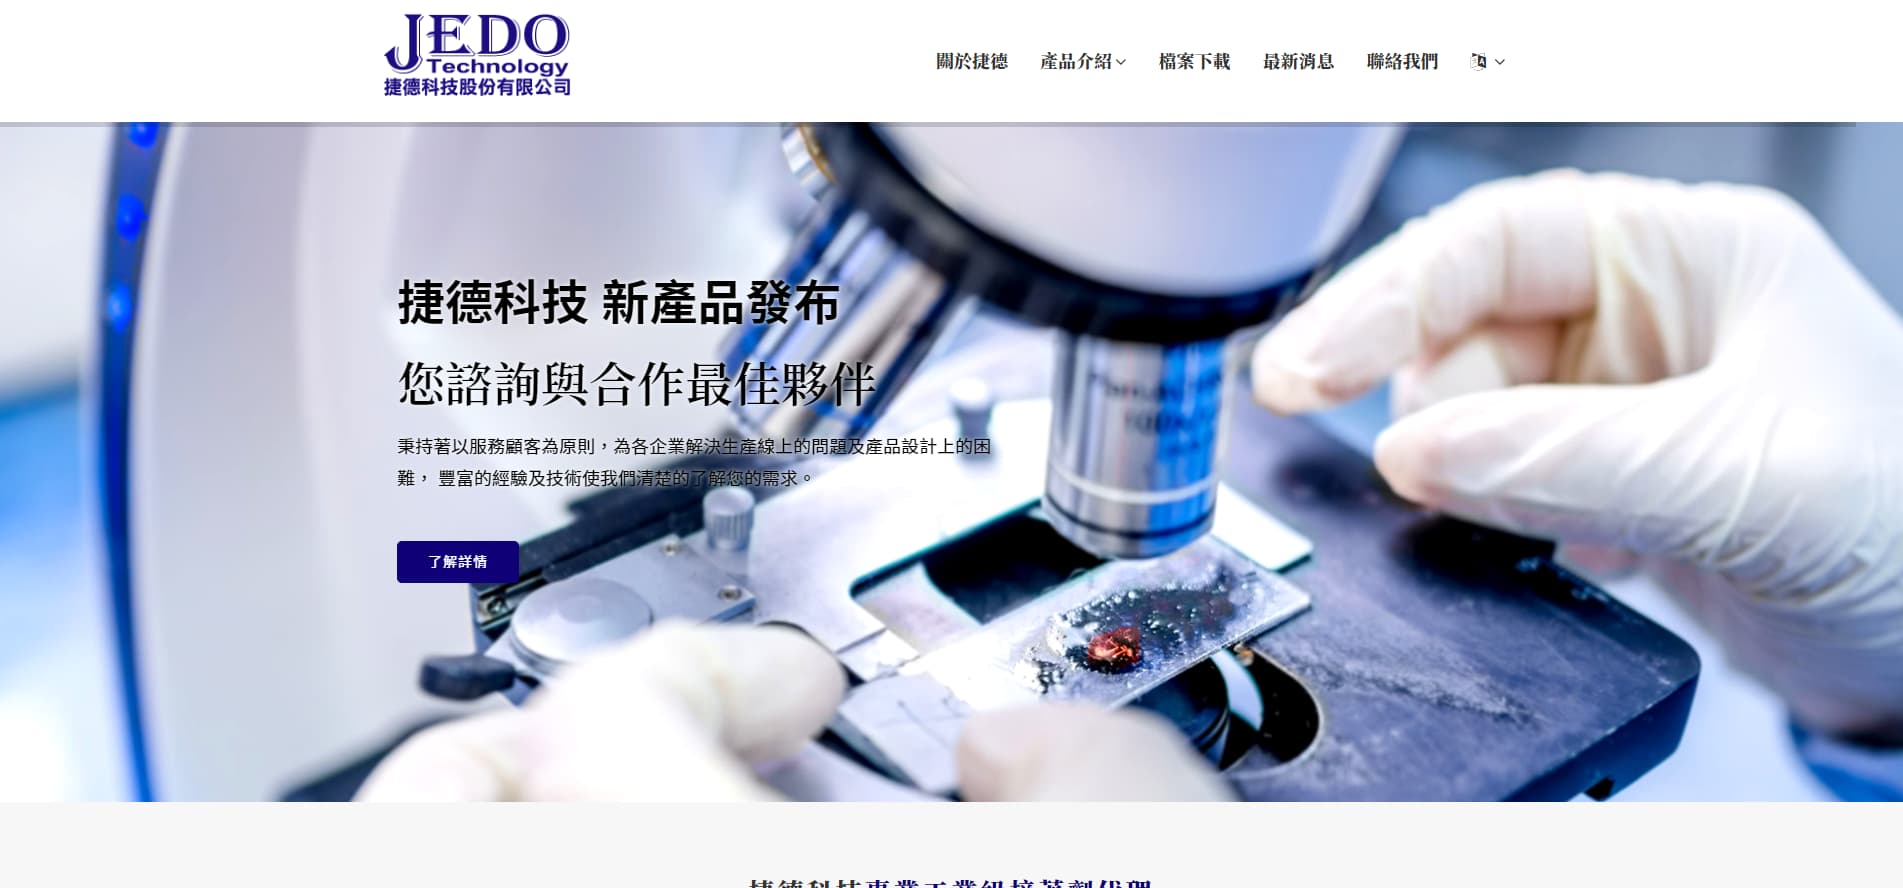 JEDO
Technology
捷德科技股份有限公司
關於捷德
產品介紹
檔案下載
最新消息
聯絡我們
捷德科技 新產品發布
您諮詢與合作最佳夥伴
秉持著以服務顧客為原則，為各企業解決生產線上的問題及產品設計上的困
難， 豐富的經驗及技術使我們清楚的了解您的需求。
了解詳情